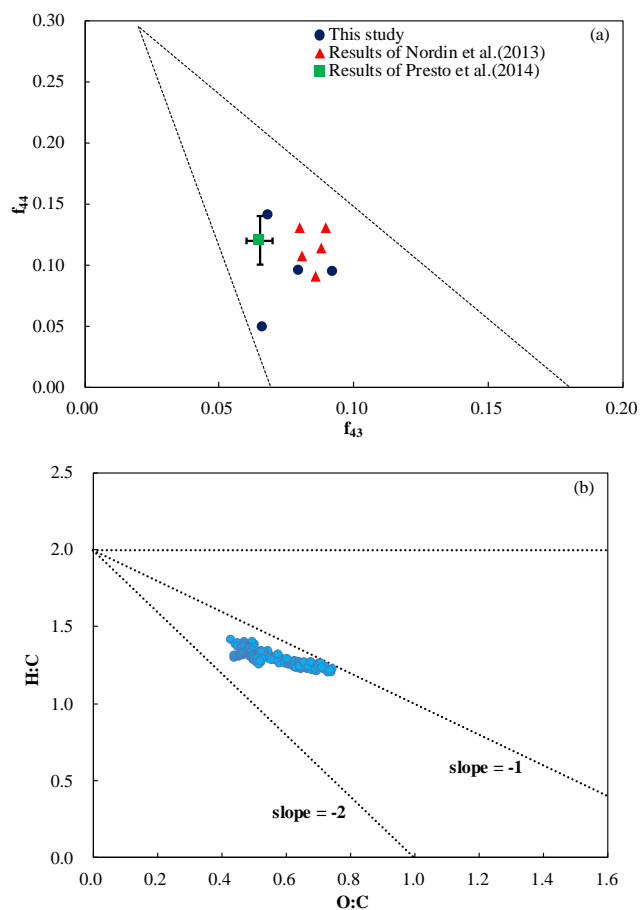 (a)
This study
Results of Nordin et al.(2013)
Results of Presto et al.(2014)
0.30
0.25
0.20
0.15
0.10
0.05
0.00
f44
0.00 0.05 0.10 0.15 0.20
f43
(b)
2.5
2.0
1.5
1.0
0.5
0.0
H:C
slope = -1
slope = -2
0.0 0.2 0.4 0.6 0.8 1.0 1.2 1.4 1.6
O:C